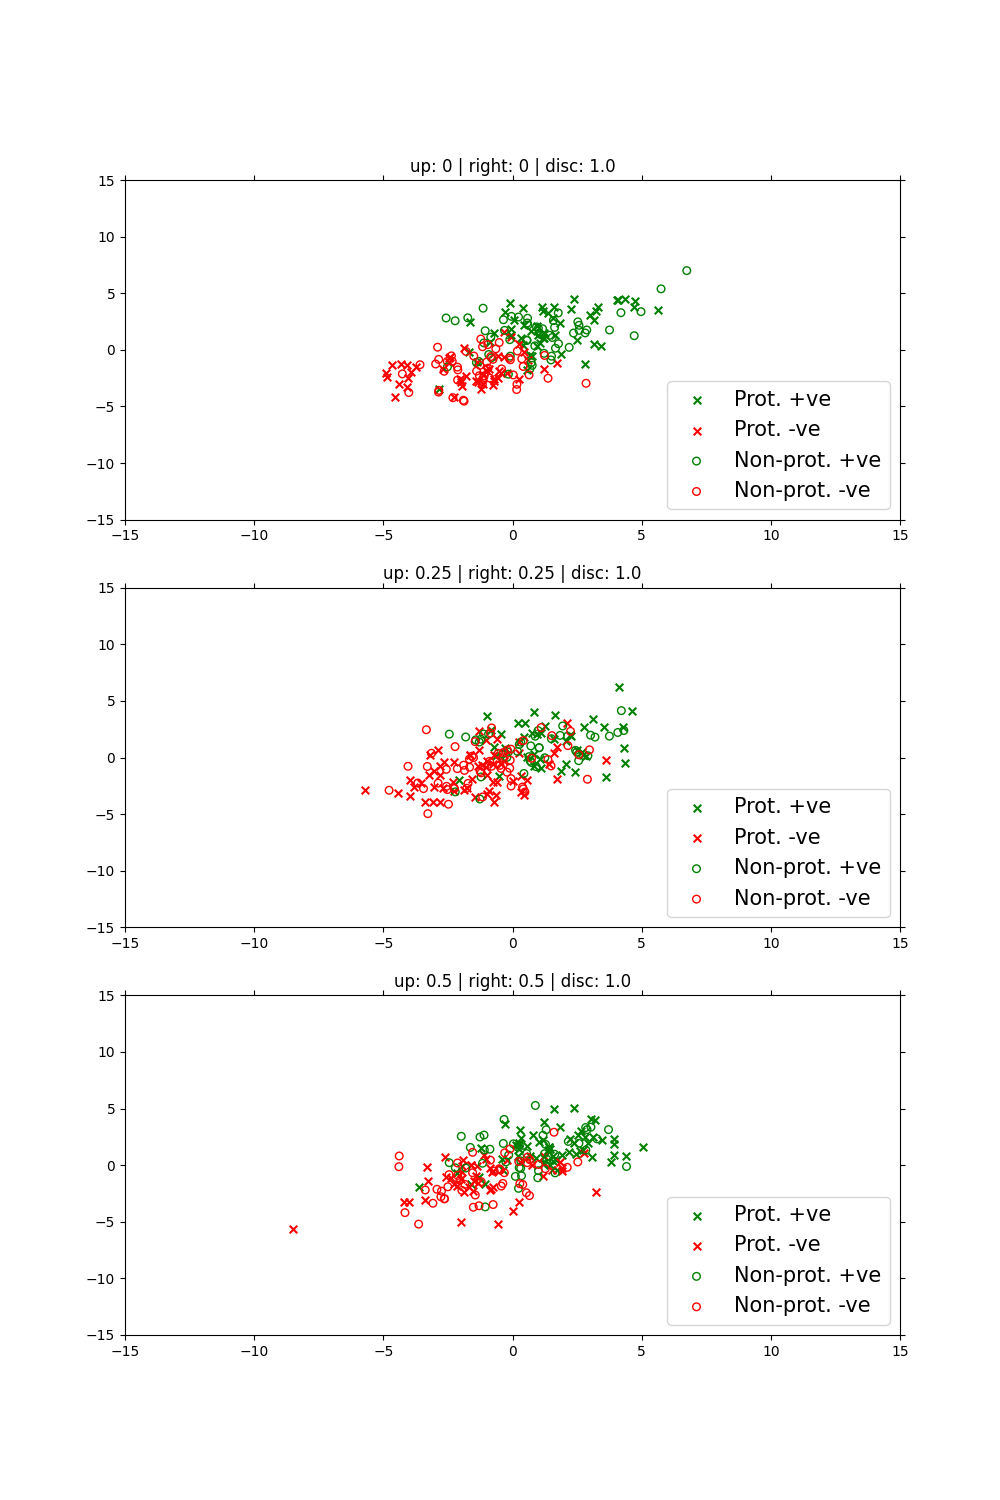 up: 0 | right: 0 | disc: 1.0
15
10
5
0
−5
−10
−15
−15 −10 −5 0 5 10 15
Prot. +ve
Prot. -ve
Non-prot. +ve
Non-prot. -ve
up: 0.25 | right: 0.25 | disc: 1.0
15
10
5
0
−5
−10
−15
−15 −10 −5 0 5 10 15
Prot. +ve
Prot. -ve
Non-prot. +ve
Non-prot. -ve
up: 0.5 | right: 0.5 | disc: 1.0
15
10
5
0
−5
−10
−15
−15 −10 −5 0 5 10 15
Prot. +ve
Prot. -ve
Non-prot. +ve
Non-prot. -ve